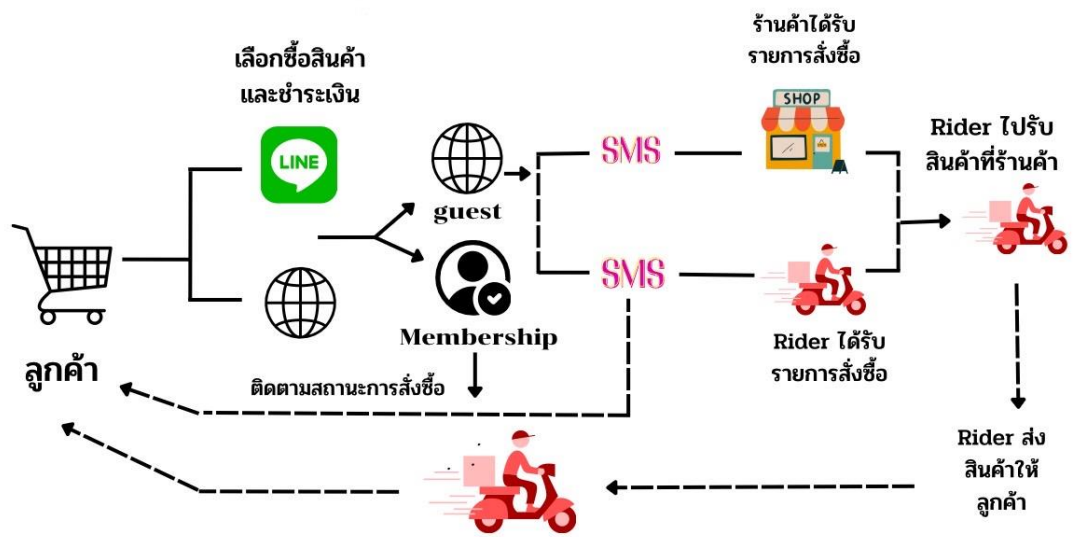 เลือกซื้อสินค้า
และชำระเงิน
LINE
guest
Membership
ลูกค้า
ติดตามสถานะการสั่งซื้อ
SMS
SMS
ร้านค้าได้รับ
รายการสั่งซื้อ
SHOP
Rider ได้รับ
รายการสั่งซื้อ
Rider ไปรับ
สินค้าที่ร้านค้า
Rider ส่ง
สินค้าให้
ลูกค้า